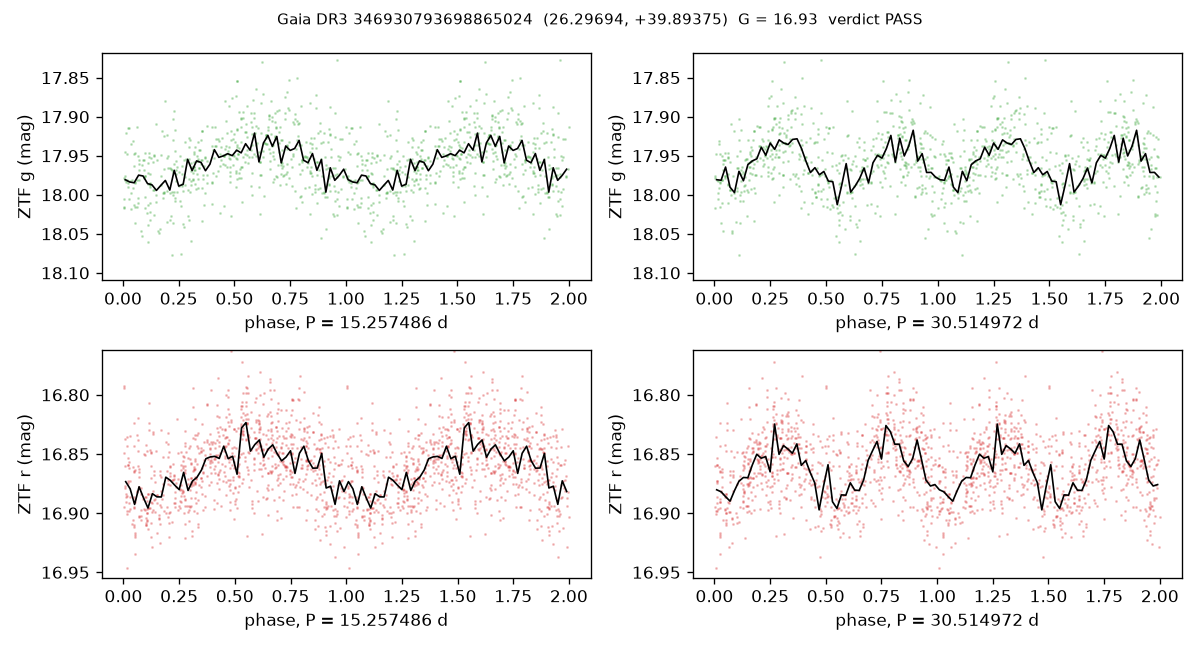 Gaia DR3 346930793698865024  (26.29694, +39.89375)  G = 16.93  verdict PASS
ZTF g (mag)
17.85
17.90
17.95
18.00
18.05
18.10
0.00 0.25 0.50 0.75 1.00 1.25 1.50 1.75 2.00
phase, P = 15.257486 d
ZTF g (mag)
17.85
17.90
17.95
18.00
18.05
18.10
0.00 0.25 0.50 0.75 1.00 1.25 1.50 1.75 2.00
phase, P = 30.514972 d
ZTF r (mag)
16.80
16.85
16.90
16.95
0.00 0.25 0.50 0.75 1.00 1.25 1.50 1.75 2.00
phase, P = 15.257486 d
ZTF r (mag)
16.80
16.85
16.90
16.95
0.00 0.25 0.50 0.75 1.00 1.25 1.50 1.75 2.00
phase, P = 30.514972 d